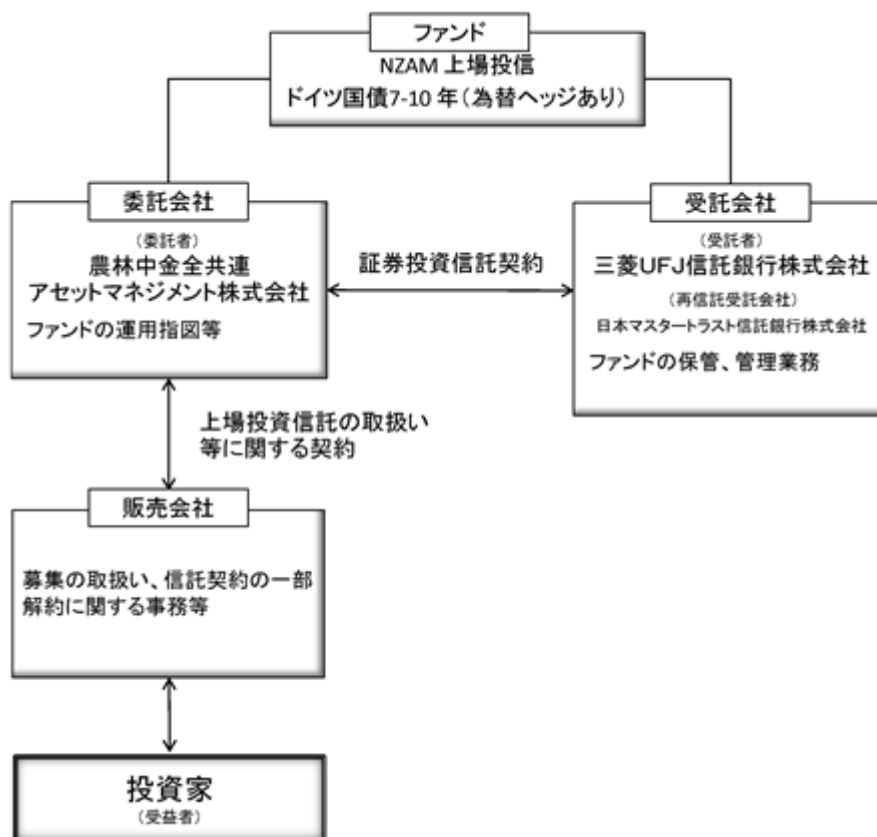 ファンド
NZAM 上場投信
ドイツ国債7-10 年（為替ヘッジあり）
委託会社
（委託者）
農林中金全共連
アセットマネジメント株式会社
ファンドの運用指図等
証券投資信託契約
受託会社
（受託者）
三菱ＵＦＪ信託銀行株式会社
（再信託受託会社）
日本マスタートラスト信託銀行株式会社
ファンドの保管、管理業務
上場投資信託の取扱い
等に関する契約
販売会社
募集の取扱い、信託契約の一部
解約に関する事務等
投資家
（受益者）